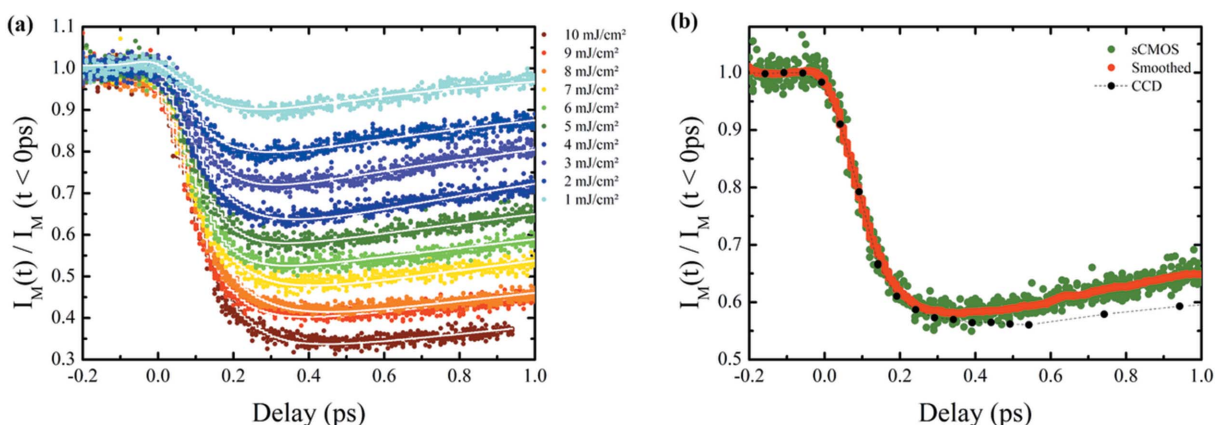 (a)
1.1
1.0
0.9
0.8
0.7
0.6
0.5
0.4
0.3
-0.2
0.0
0.2
0.4
0.6
0.8
1.0
I_M(t) / I_M (t < 0ps)
Delay (ps)
10 mJ/cm²
9 mJ/cm²
8 mJ/cm²
7 mJ/cm²
6 mJ/cm²
5 mJ/cm²
4 mJ/cm²
3 mJ/cm²
2 mJ/cm²
1 mJ/cm²
(b)
sCMOS
Smoothed
CCD
1.0
0.9
0.8
0.7
0.6
0.5
-0.2
0.0
0.2
0.4
0.6
0.8
1.0
I_M(t) / I_M (t < 0ps)
Delay (ps)